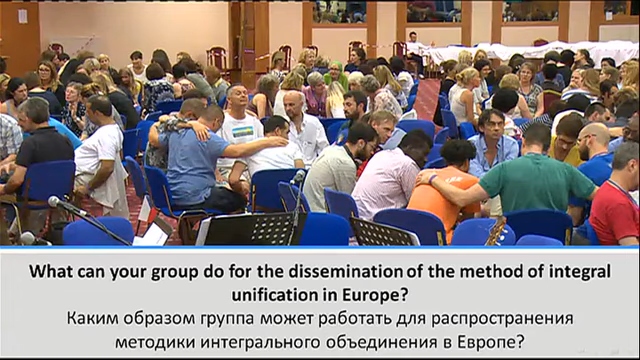 What can your group do for the dissemination of the method of integral
unification in Europe?
Каким образом группа может работать для распространения
методики интегрального объединения в Европе?